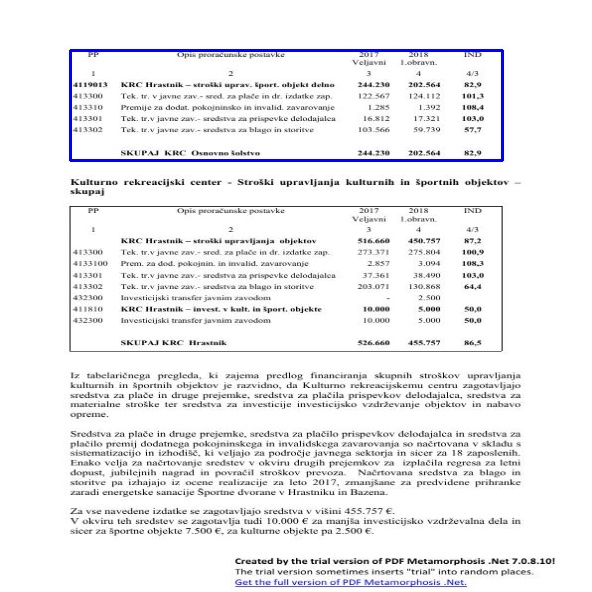 PP Opis proračunske postavke 2017 2018 IND
Veljavni 1.obravn.
1 2 3 4 4/3
4119013 KRC Hrastnik – stroški uprav. šport. objekt delno 244.230 202.564 82,9
413300 Tek. tr. v javne zav.- sred. za plače in dr. izdatke zap. 122.567 124.112 101,3
413310 Premije za dodat. pokojninsko in invalid. zavarovanje 1.285 1.392 108,4
413301 Tek. tr.v javne zav.- sredstva za prispevke delodajalca 16.812 17.321 103,0
413302 Tek. tr.v javne zav.- sredstva za blago in storitve 103.566 59.739 57,7
SKUPAJ KRC Osnovno šolstvo 244.230 202.564 82,9
Kulturno rekreacijski center - Stroški upravljanja kulturnih in športnih objektov –
skupaj
PP Opis proračunske postavke 2017 2018 IND
Veljavni 1.obravn.
1 2 3 4 4/3
KRC Hrastnik – stroški upravljanja objektov 516.660 450.757 87,2
413300 Tek. tr.v javne zav.- sred. za plače in dr. izdatke zap. 273.371 275.804 100,9
4133100 Prem. za dod. pokojnin. in invalid. zavarovanje 2.857 3.094 108,3
413301 Tek. tr.v javne zav.- sredstva za prispevke delodajalca 37.361 38.490 103,0
413302 Tek. tr.v javne zav.- sredstva za blago in storitve 203.071 130.868 64,4
432300 Investicijski transfer javnim zavodom - 2.500
411810 KRC Hrastnik – invest. v kult. in šport. objekte 10.000 5.000 50,0
432300 Investicijski transfer javnim zavodom 10.000 5.000 50,0
SKUPAJ KRC Hrastnik 526.660 455.757 86,5
Iz tabelaričnega pregleda, ki zajema predlog financiranja skupnih stroškov upravljanja
kulturnih in športnih objektov je razvidno, da Kulturno rekreacijskemu centru zagotavljajo
sredstva za plače in druge prejemke, sredstva za plačila prispevkov delodajalca, sredstva za
materialne stroške ter sredstva za investicije investicijsko vzdrževanje objektov in nabavo
opreme.
Sredstva za plače in druge prejemke, sredstva za plačilo prispevkov delodajalca in sredstva za
plačilo premij dodatnega pokojninskega in invalidskega zavarovanja so načrtovana v skladu s
sistematizacijo in izhodišč, ki veljajo za področje javnega sektorja in sicer za 18 zaposlenih.
Enako velja za načrtovanje sredstev v okviru drugih prejemkov za izplačila regresa za letni
dopust, jubilejnih nagrad in povračil stroškov prevoza. Načrtovana sredstva za blago in
storitve pa izhajajo iz ocene realizacije za leto 2017, zmanjšane za predvidene prihranke
zaradi energetske sanacije Športne dvorane v Hrastniku in Bazena.
Za vse navedene izdatke se zagotavljajo sredstva v višini 455.757 €.
V okviru teh sredstev se zagotavlja tudi 10.000 € za manjša investicijsko vzdrževalna dela in
sicer za športne objekte 7.500 €, za kulturne objekte pa 2.500 €.
Created by the trial version of PDF Metamorphosis .Net 7.0.8.10!
The trial version sometimes inserts "trial" into random places.
Get the full version of PDF Metamorphosis .Net.